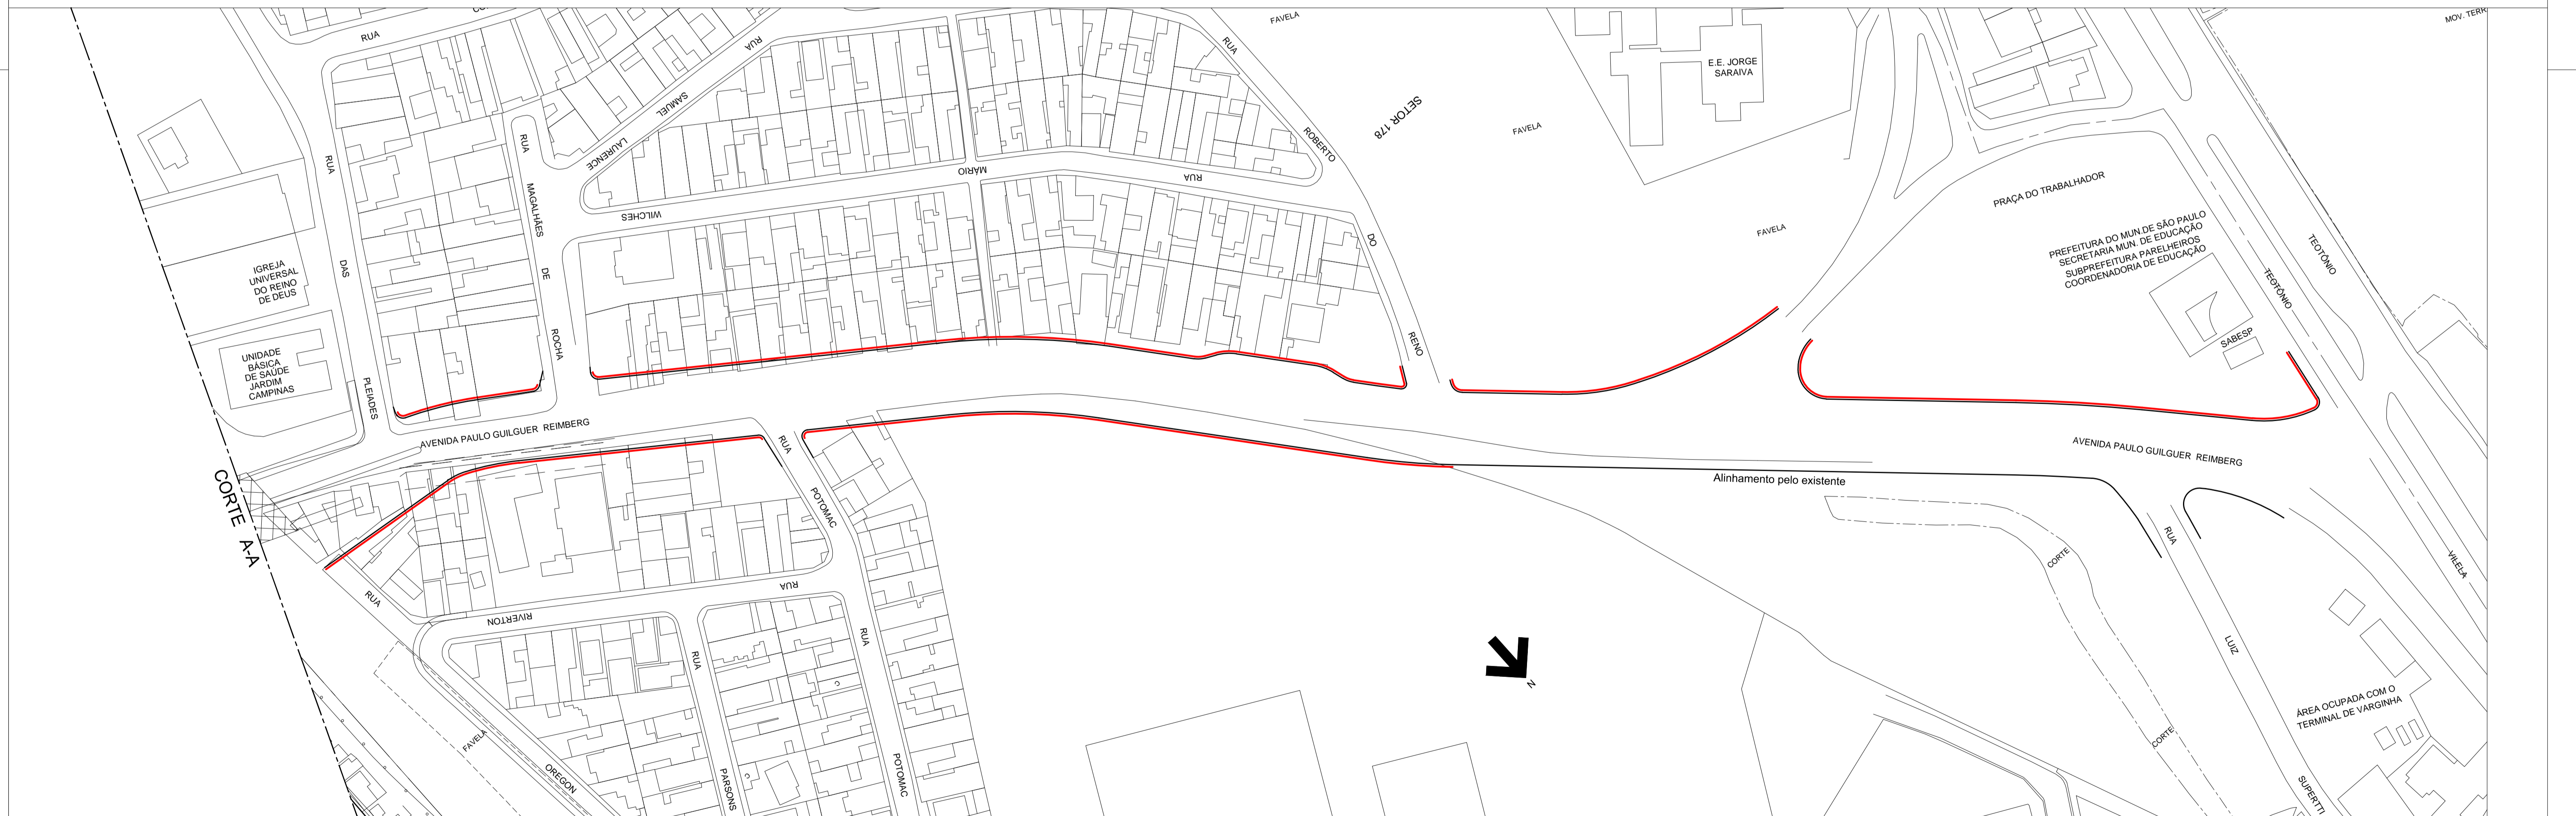 RUA
FAVELA
MOV. TERR
RUA
RUA
E.E. JORGE
SARAIVA
SAMUEL
SETOR 178
FAVELA
RUA
LAURENCE
ROBERTO
RUA
MÁRIO
RUA
PRAÇA DO TRABALHADOR
MAGALHÃES
WILCHES
DO
FAVELA
PREFEITURA DO MUN.DE SÃO PAULO
SECRETARIA MUN. DE EDUCAÇÃO
SUBPREFEITURA PARELHEIROS
COORDENADORIA DE EDUCAÇÃO
TEOTÔNIO
IGREJA
UNIVERSAL
DO REINO
DE DEUS
DAS
DE
TEOTÔNIO
ROCHA
RENO
SABESP
UNIDADE
BÁSICA
DE SAÚDE
JARDIM
CAMPINAS
PLEIADES
AVENIDA PAULO GUILGUER REIMBERG
RUA
AVENIDA PAULO GUILGUER REIMBERG
Alinhamento pelo existente
CORTE A-A
POTOMAC
RUA
CORTE
VILELA
RUA
RUA
RIVERTON
RUA
RUA
LUIZ
N
ÁREA OCUPADA COM O
TERMINAL DE VARGINHA
FAVELA
CORTE
OREGON
PARSONS
POTOMAC
SUPERTTI